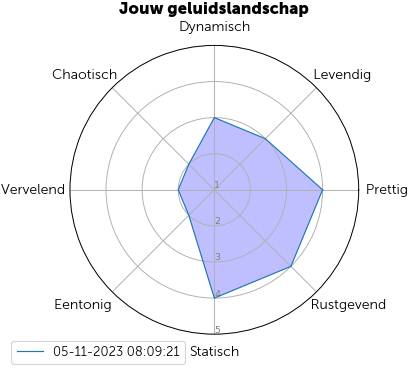 Jouw geluidslandschap
Dynamisch
Chaotisch
Levendig
Vervelend
1
Prettig
2
3
4
Eentonig
Rustgevend
5
05-11-2023 08:09:21
Statisch